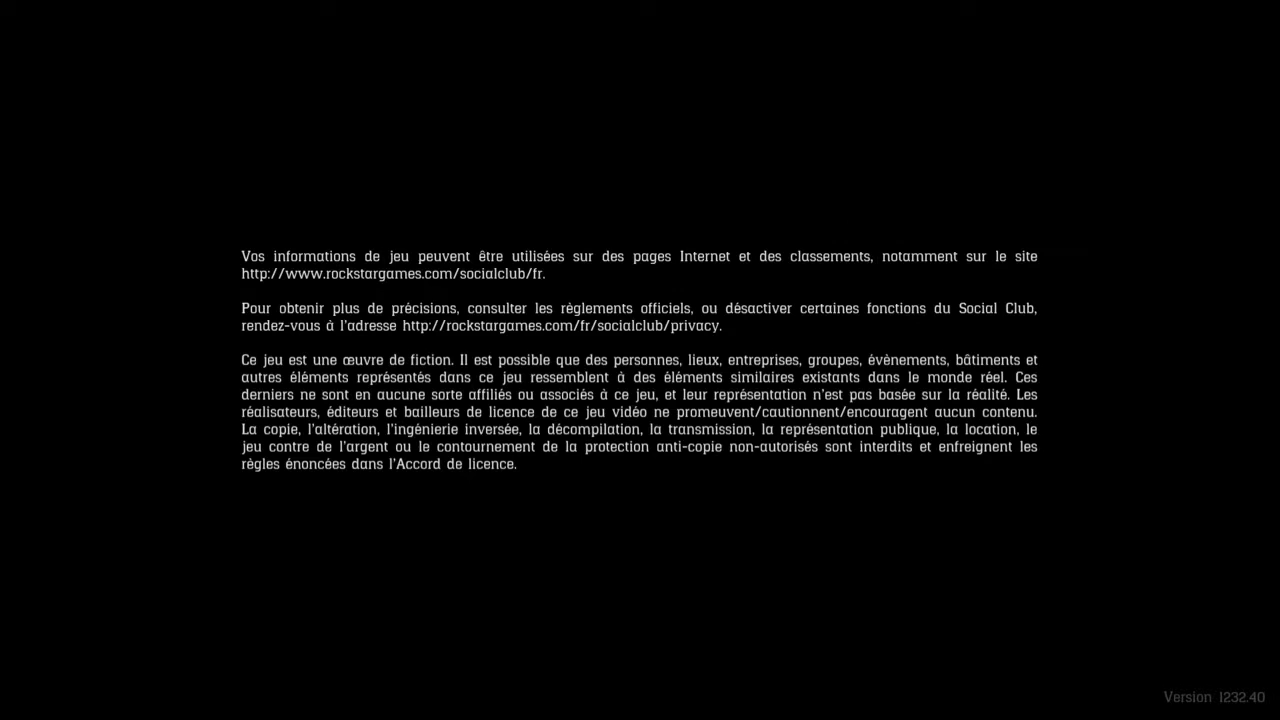 Vos informations de jeu peuvent être utilisées sur des pages Internet et des classements, notamment sur le site
http://www.rockstargames.com/socialclub/fr.
Pour obtenir plus de précisions, consulter les règlements officiels, ou désactiver certaines fonctions du Social Club,
rendez-vous à l'adresse http://rockstargames.com/fr/socialclub/privacy.
Ce jeu est une œuvre de fiction. Il est possible que des personnes, lieux, entreprises, groupes, évènements, bâtiments et
autres éléments représentés dans ce jeu ressemblent à des éléments similaires existants dans le monde réel. Ces
derniers ne sont en aucune sorte affiliés ou associés à ce jeu, et leur représentation n'est pas basée sur la réalité. Les
réalisateurs, éditeurs et bailleurs de licence de ce jeu vidéo ne promeuvent/cautionnent/encouragent aucun contenu.
La copie, l'altération, l'ingénierie inversée, la décompilation, la transmission, la représentation publique, la location, le
jeu contre de l'argent ou le contournement de la protection anti-copie non-autorisés sont interdits et enfreignent les
règles énoncées dans l'Accord de licence.
Version 1232.40